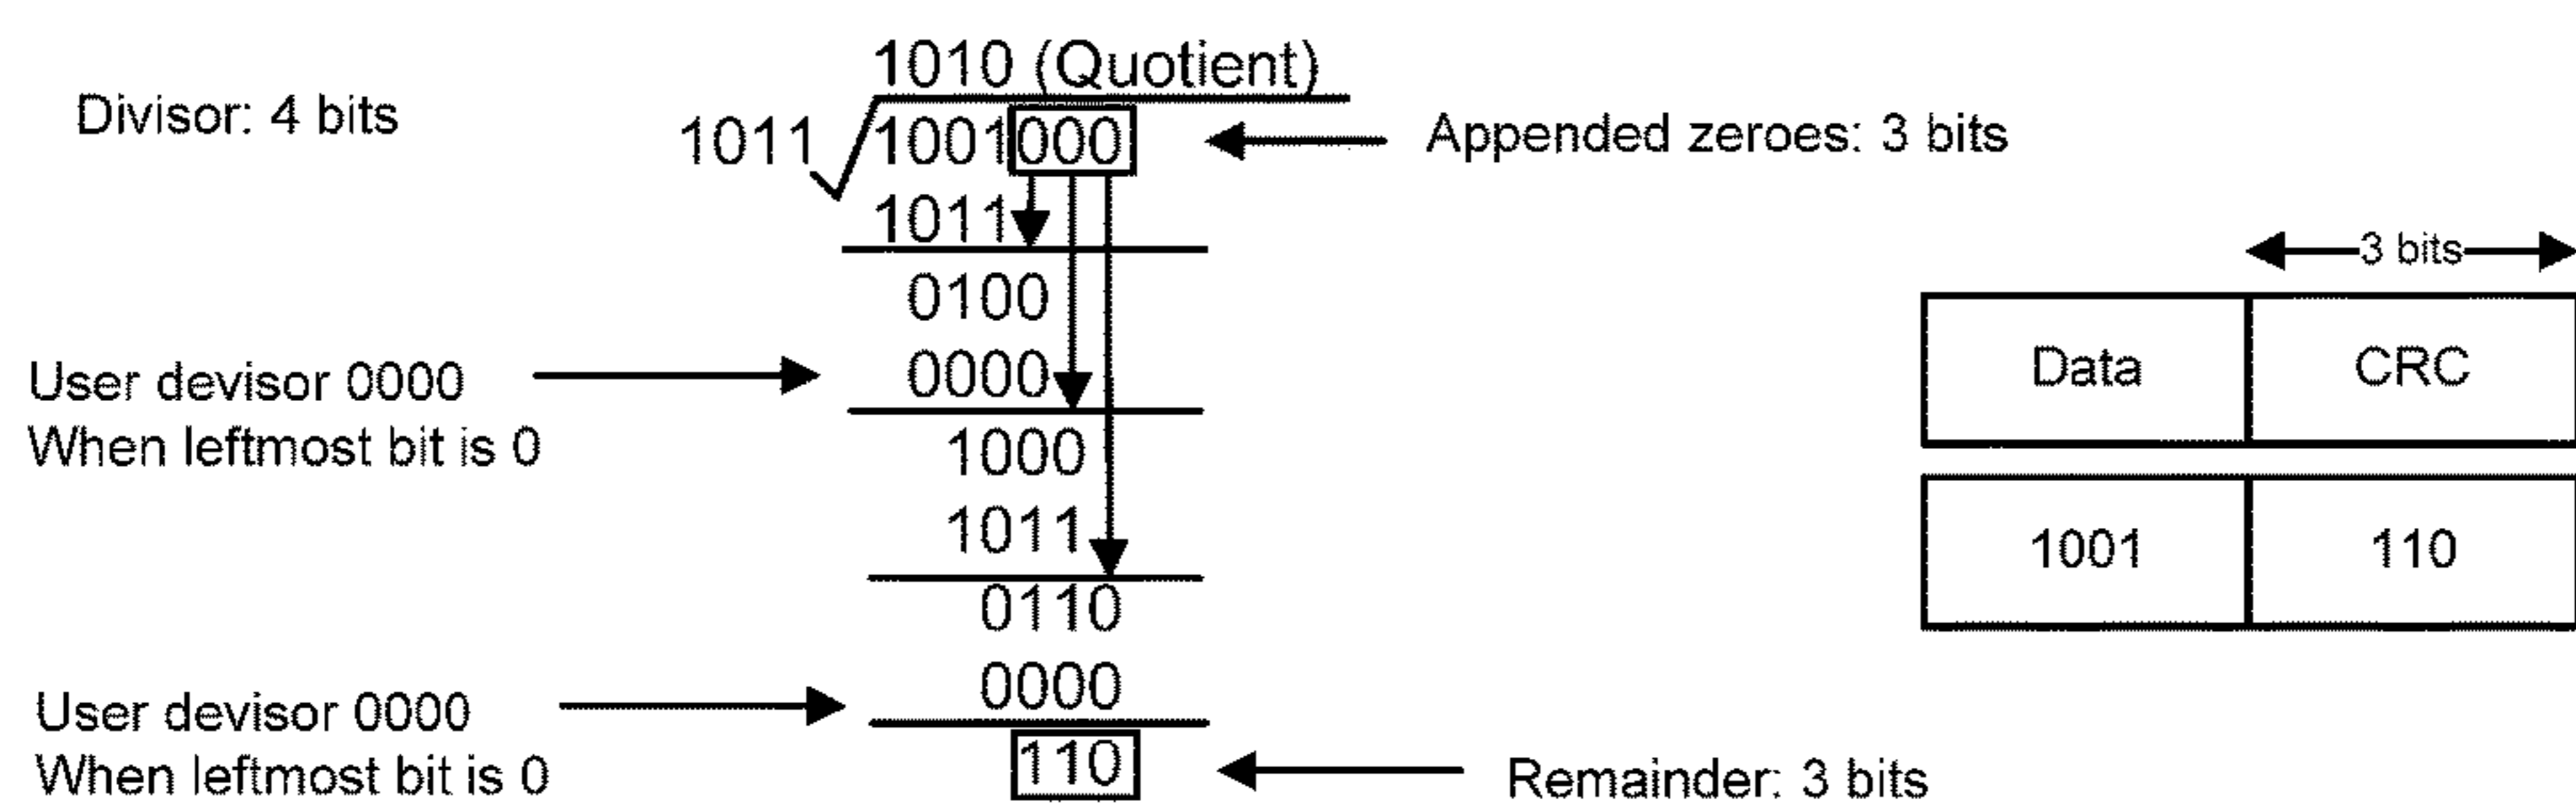 1010 (Quotient)
Divisor: 4 bits
1011 1001000
Appended zeroes: 3 bits
1011
0100
User devisor 0000
When leftmost bit is 0
0000
1000
1011
0110
User devisor 0000
When leftmost bit is 0
0000
110
Remainder: 3 bits
3 bits
Data CRC
1001 110